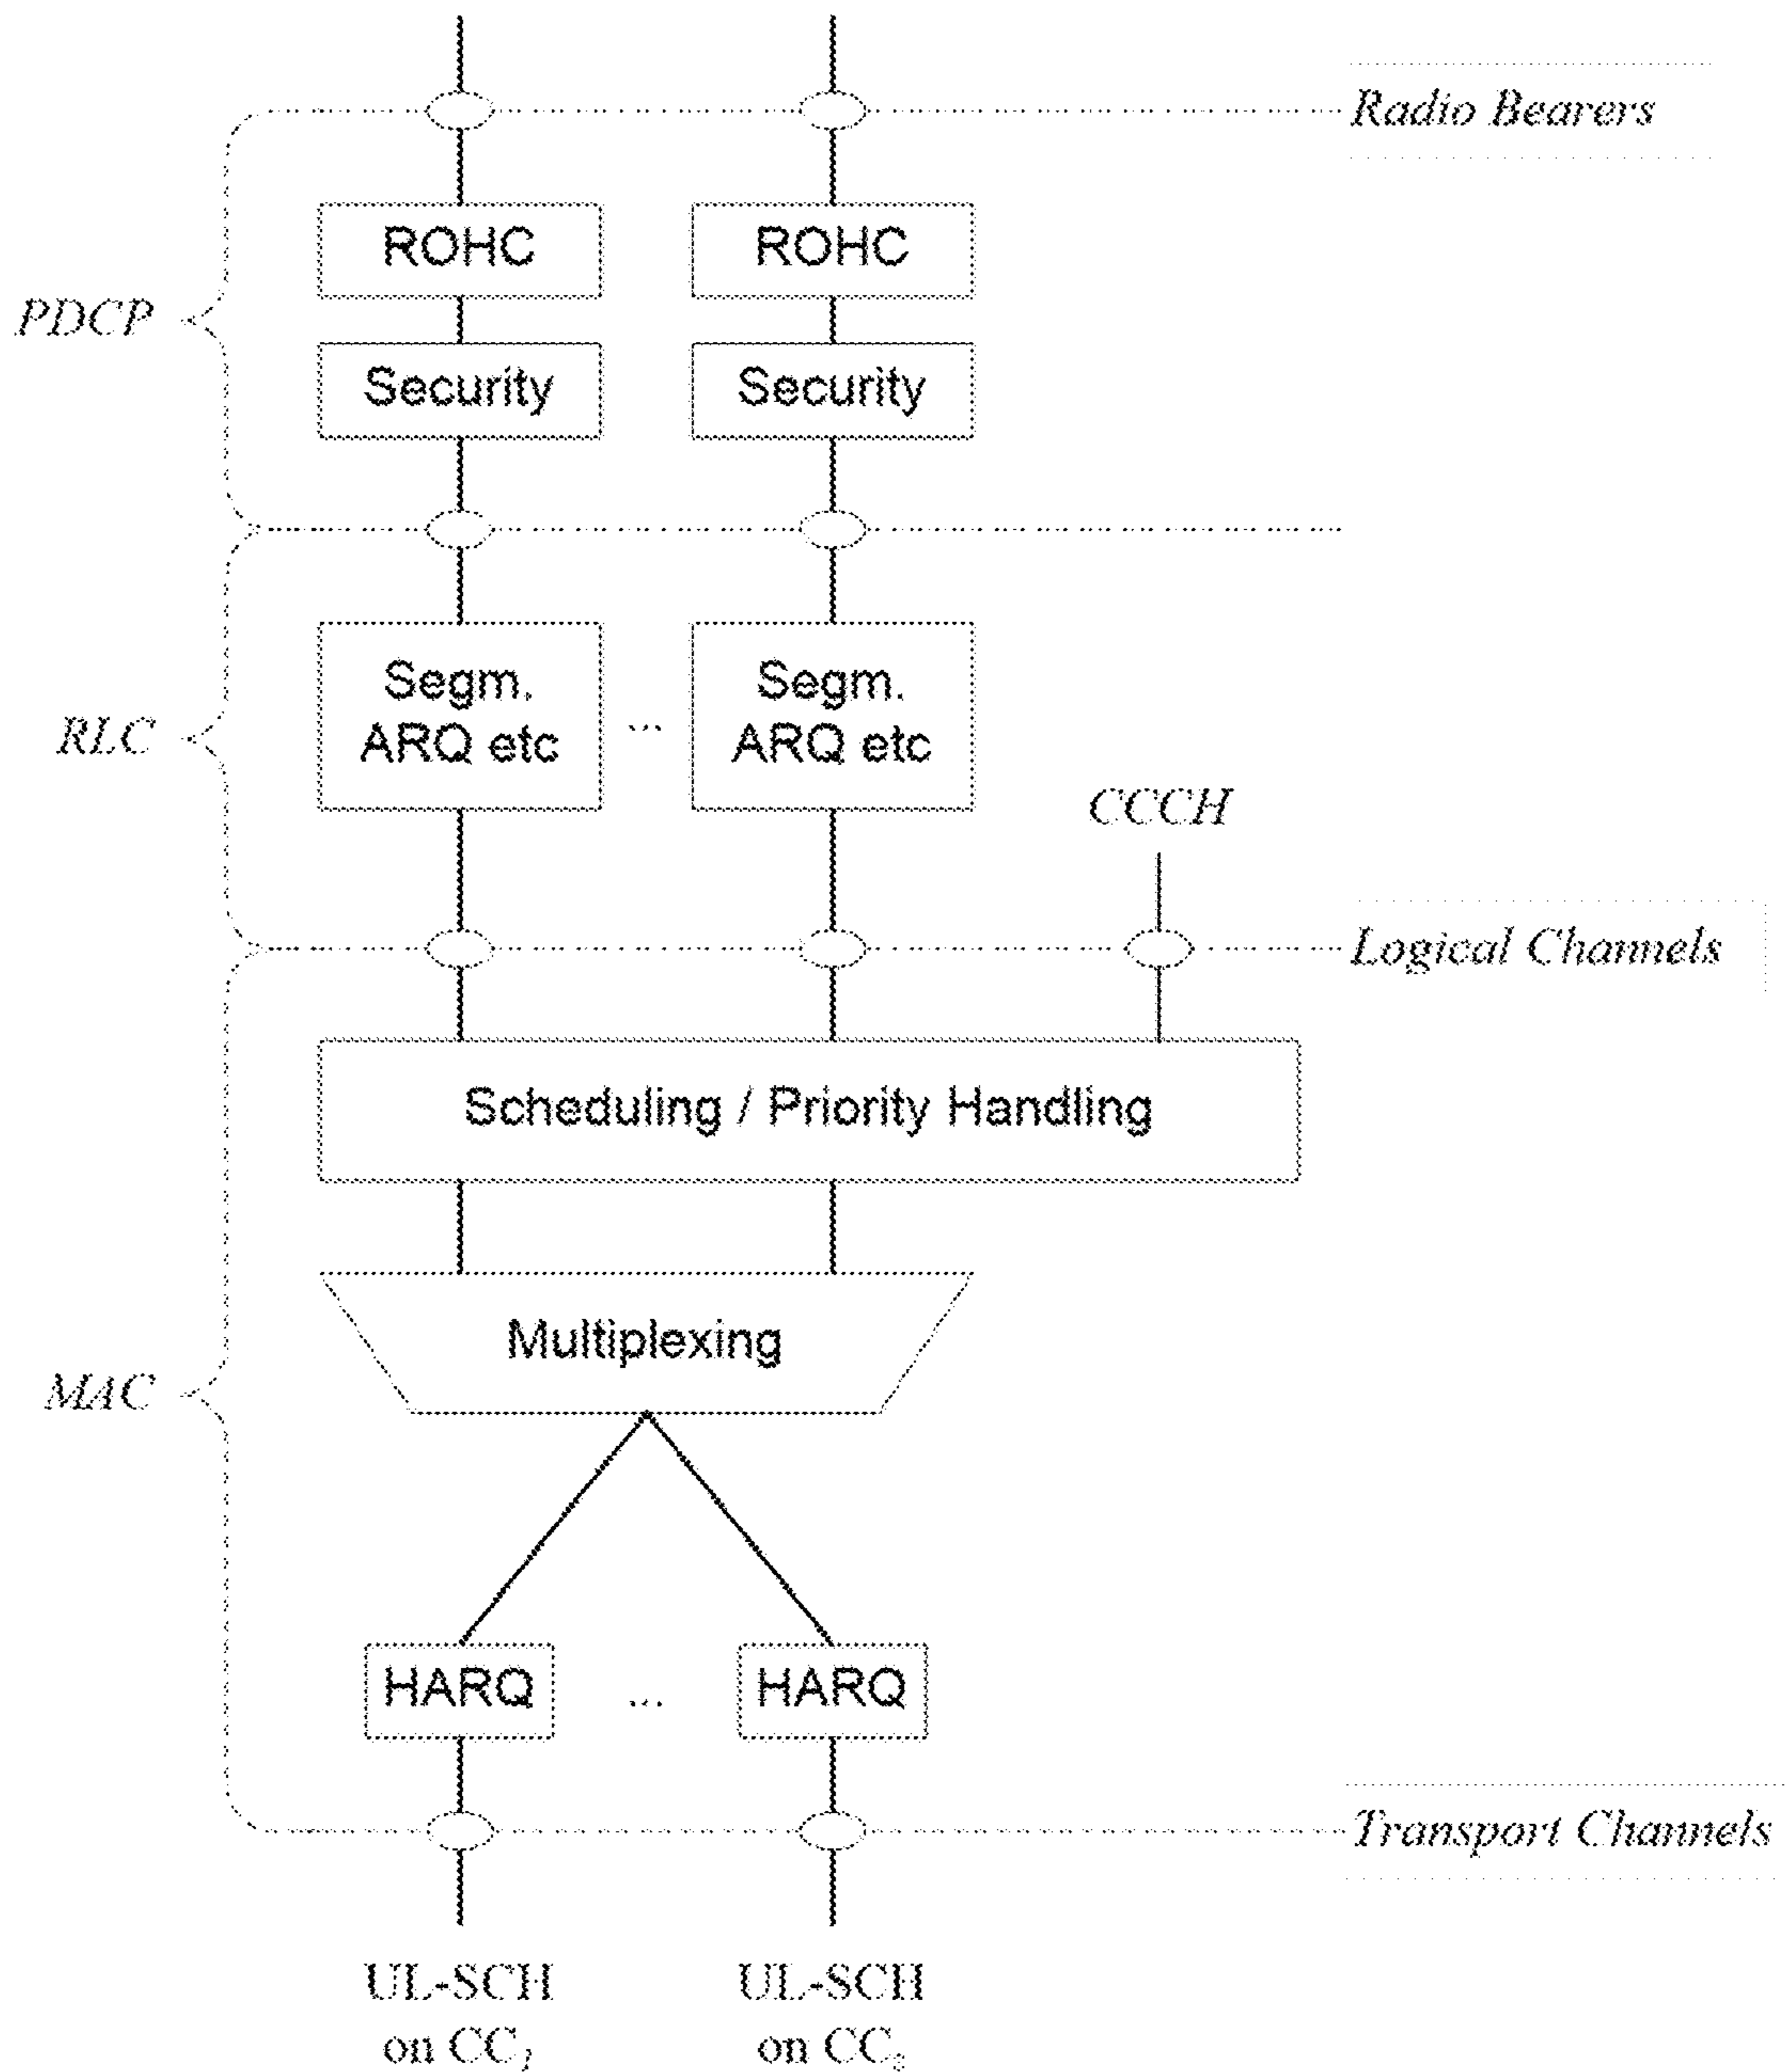 Radio Bearers
ROHC
ROHC
PDCP
Security
Security
Segm.
ARQ etc
...
Segm.
ARQ etc
RLC
CCCH
Logical Channels
Scheduling / Priority Handling
Multiplexing
MAC
HARQ
...
HARQ
Transport Channels
UL-SCH
on CC
UL-SCH
on CC